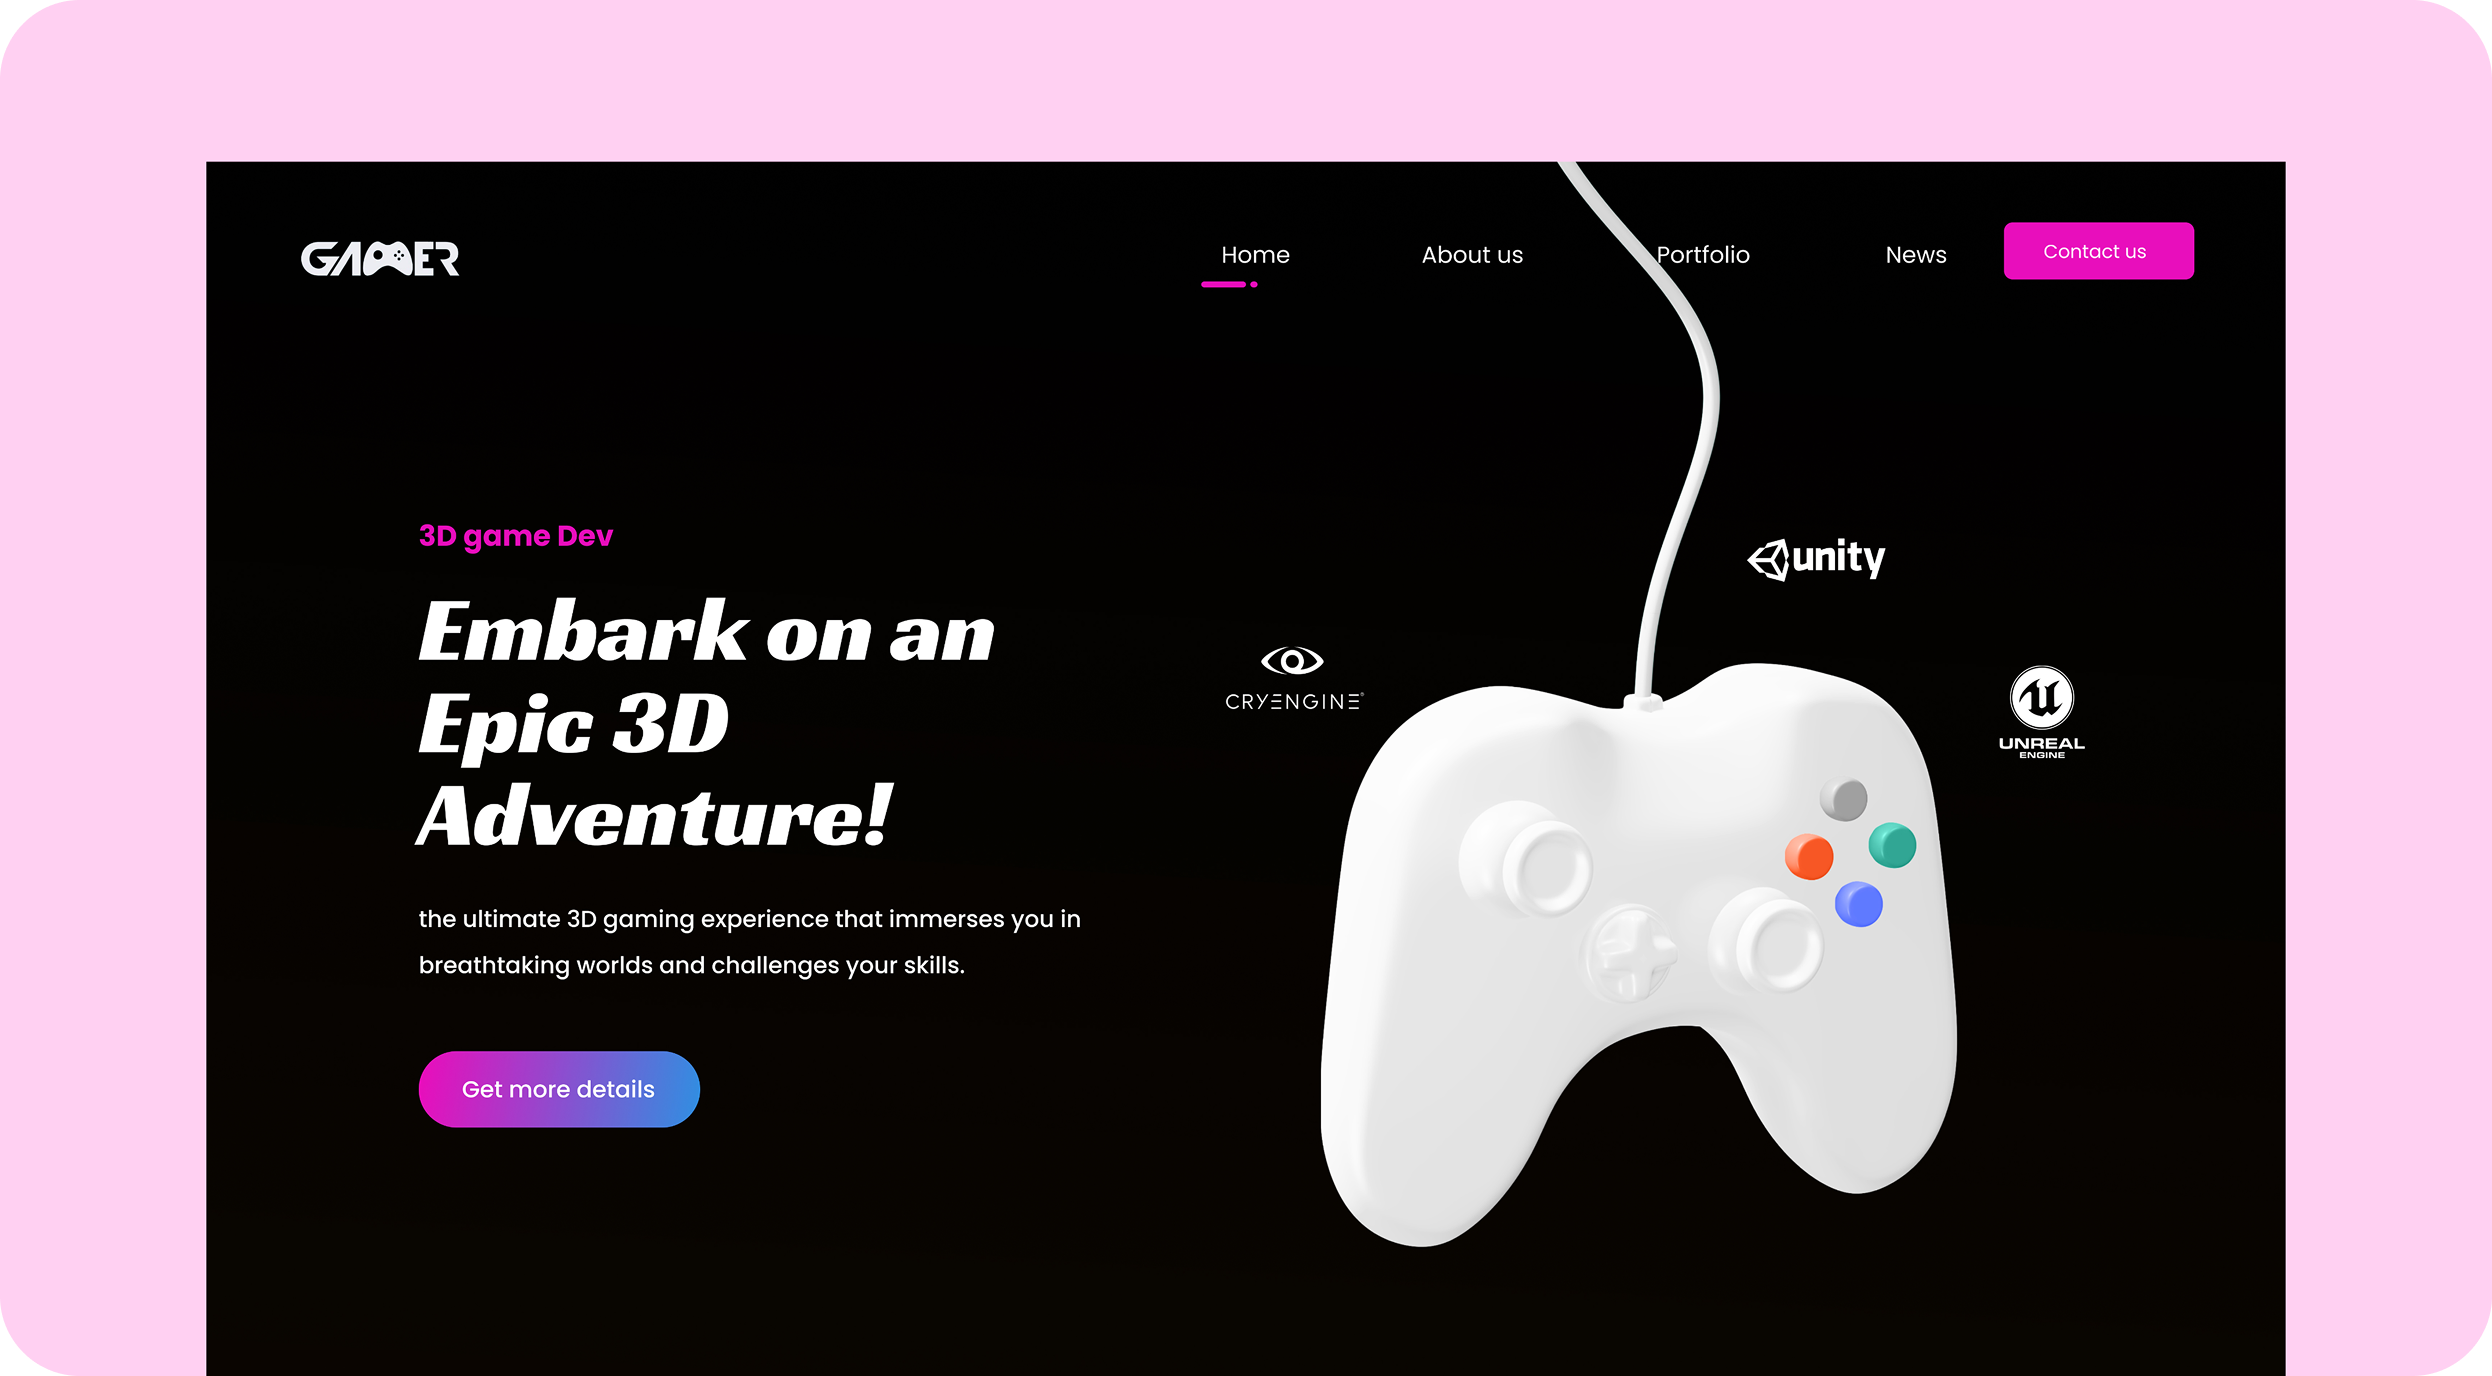 GAMER
Home
About us
Portfolio
News
Contact us
3D game Dev
Embark on an
Epic 3D
Adventure!
the ultimate 3D gaming experience that immerses you in
breathtaking worlds and challenges your skills.
Get more details
unity
CRYENGINE®
UNREAL
ENGINE